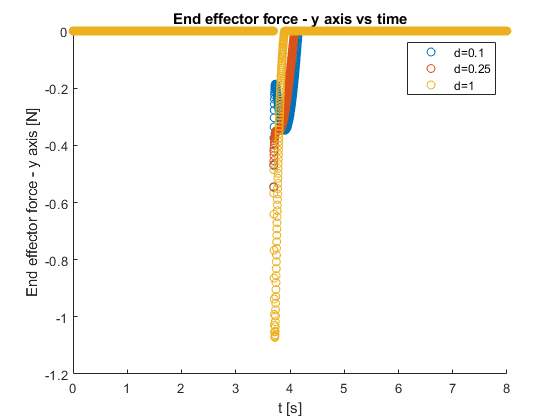 End effector force - y axis vs time
0
-0.2
-0.4
-0.6
-0.8
-1
-1.2
End effector force - y axis [N]
d=0.1
d=0.25
d=1
0 1 2 3 4 5 6 7 8
t [s]